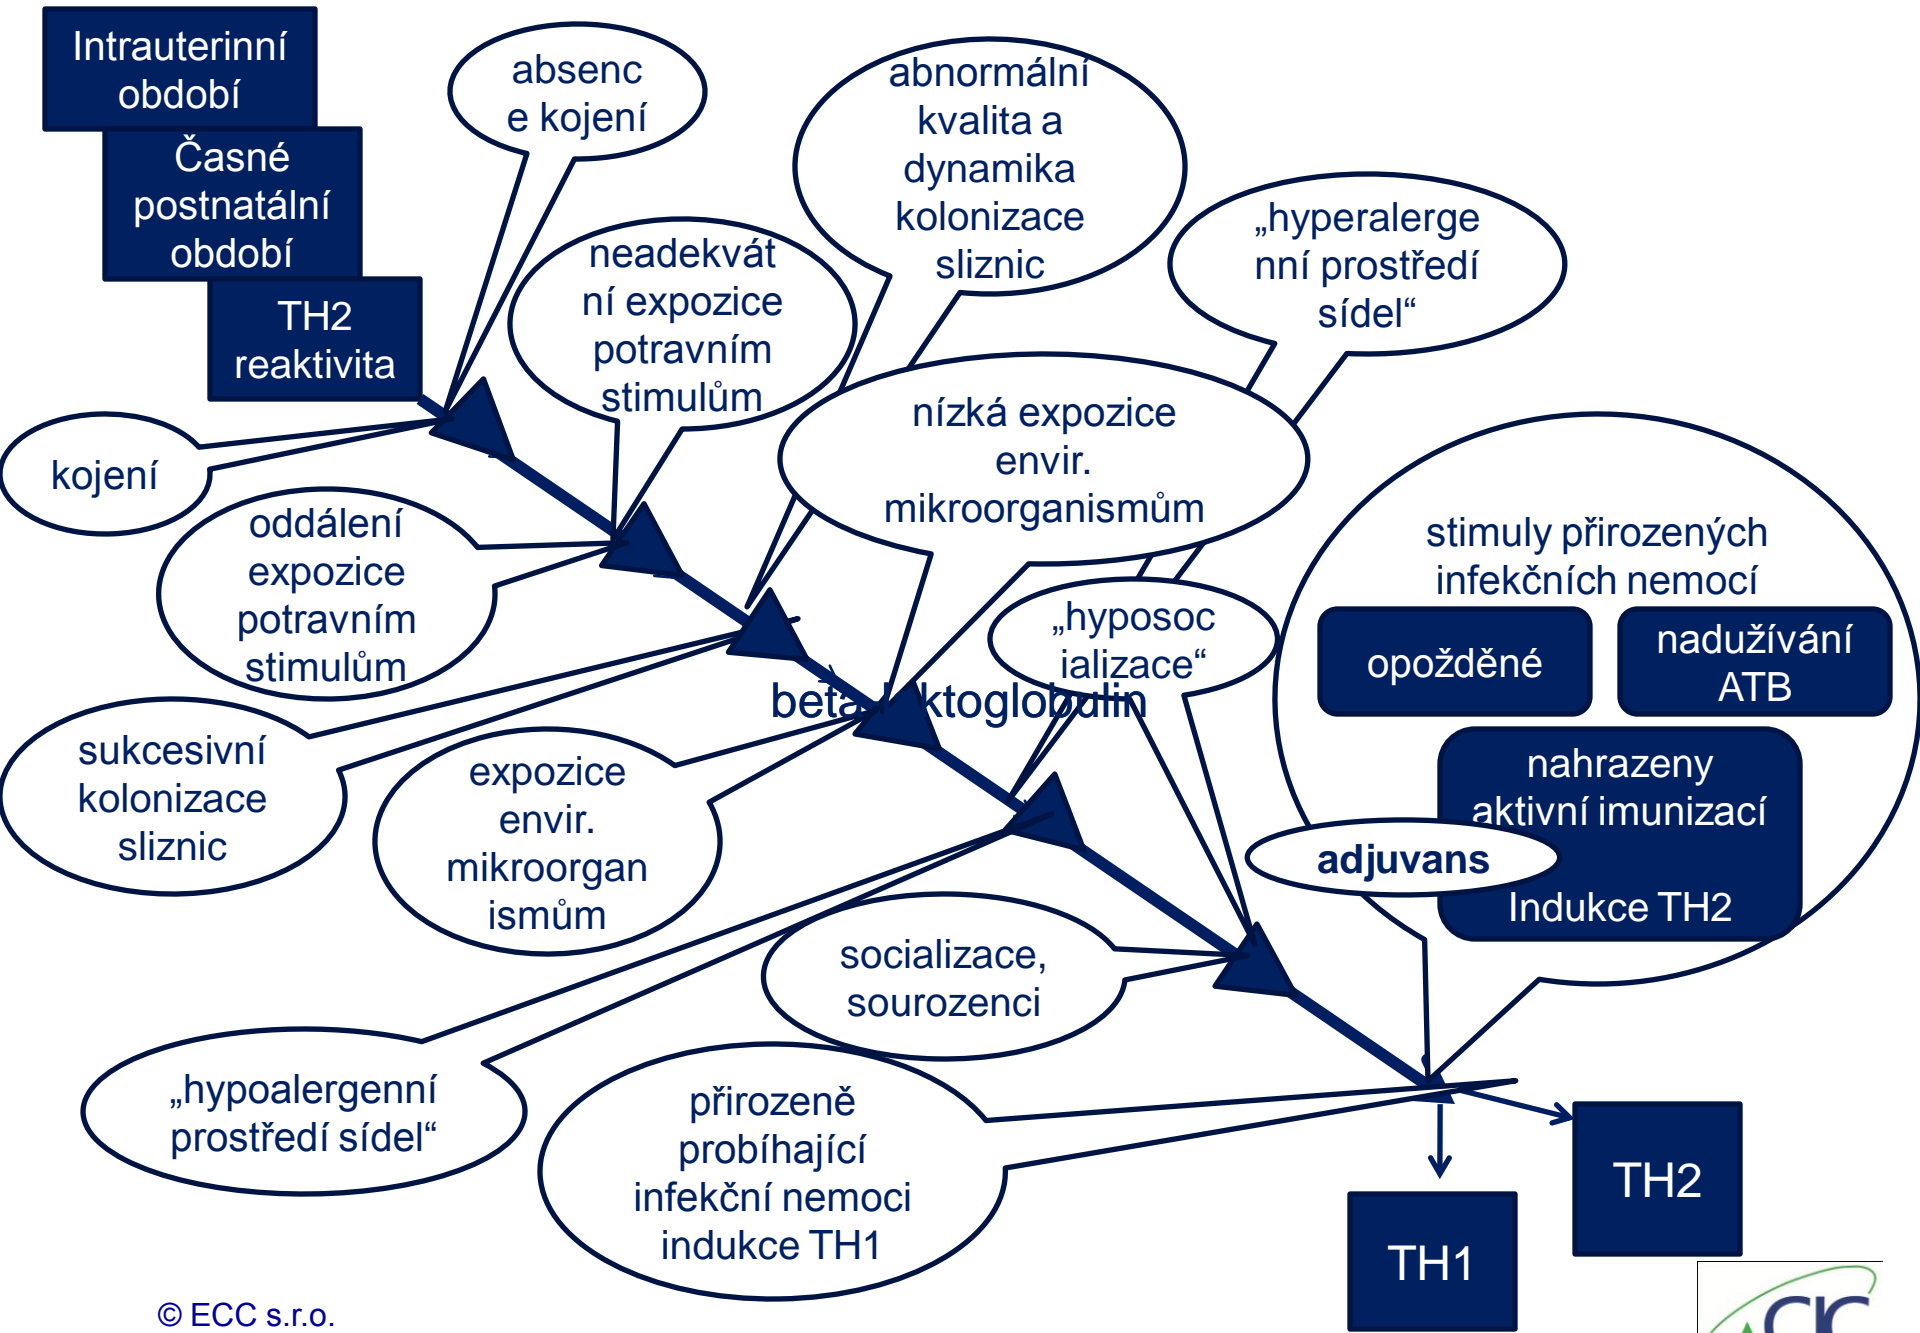 Intrauterinní
období
Časné
postnatální
období
TH2
reaktivita
absenc
e kojení
neadekvát
ní expozice
potravním
stimulům
abnormální
kvalita a
dynamika
kolonizace
sliznic
„hyperalerge
nní prostředí
sídel“
nízká expozice
envir.
mikroorganismům
kojení
oddálení
expozice
potravním
stimulům
sukcesivní
kolonizace
sliznic
expozice
envir.
mikroorgan
ismům
„hyposoc
ializace“
stimuly přirozených
infekčních nemocí
opožděné
nadužívání
ATB
nahrazeny
aktivní imunizací
adjuvans
Indukce TH2
socializace,
sourozenci
„hypoalergenní
prostředí sídel“
přirozeně
probíhající
infekční nemoci
indukce TH1
TH2
TH1
© ECC s.r.o.
CIC